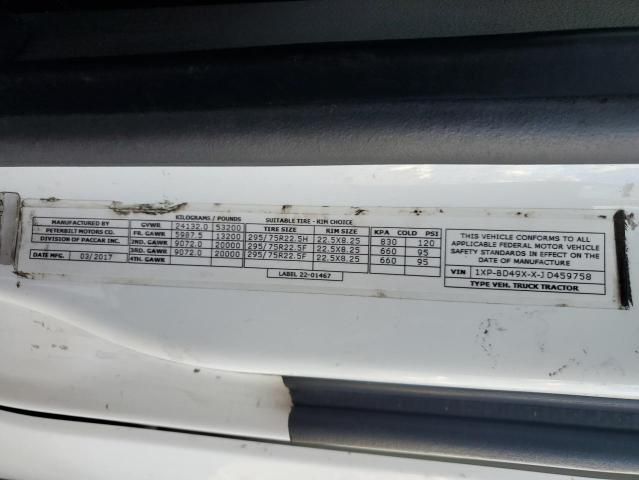 KILOGRAMS / POUNDS SUITABLE TIRE - RIM CHOICE
MANUFACTURED BY GVWR 24132.0 53200 TIRE SIZE RIM SIZE KPA COLD PSI
PETERBILT MOTORS CO. FR. GAWR 5987.5 13200 295/75R22.5H 22.5X8.25 830 120
DIVISION OF PACCAR INC. 2ND. GAWR 9072.0 20000 295/75R22.5F 22.5X8.25 660 95
DATE MFG. 03/2017 3RD. GAWR 9072.0 20000 295/75R22.5F 22.5X8.25 660 95
4TH. GAWR
LABEL 22-01467
THIS VEHICLE CONFORMS TO ALL
APPLICABLE FEDERAL MOTOR VEHICLE
SAFETY STANDARDS IN EFFECT ON THE
DATE OF MANUFACTURE
VIN 1XP-BD49X-X-JD459758
TYPE VEH. TRUCK TRACTOR